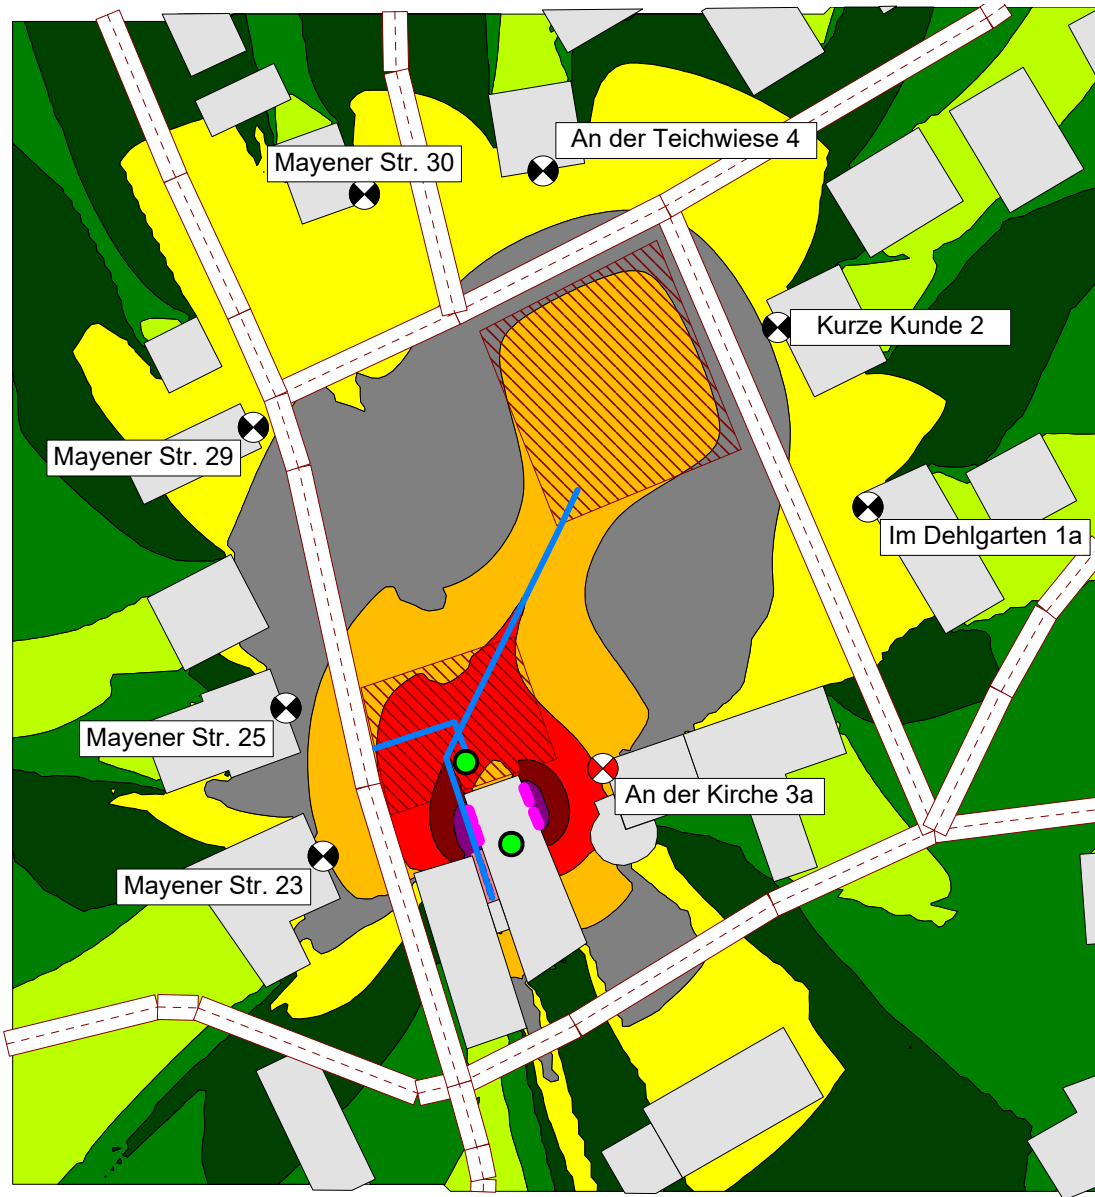 An der Teichwiese 4
Mayener Str. 30
Kurze Kunde 2
Mayener Str. 29
Im Dehlgarten 1a
Mayener Str. 25
An der Kirche 3a
Mayener Str. 23